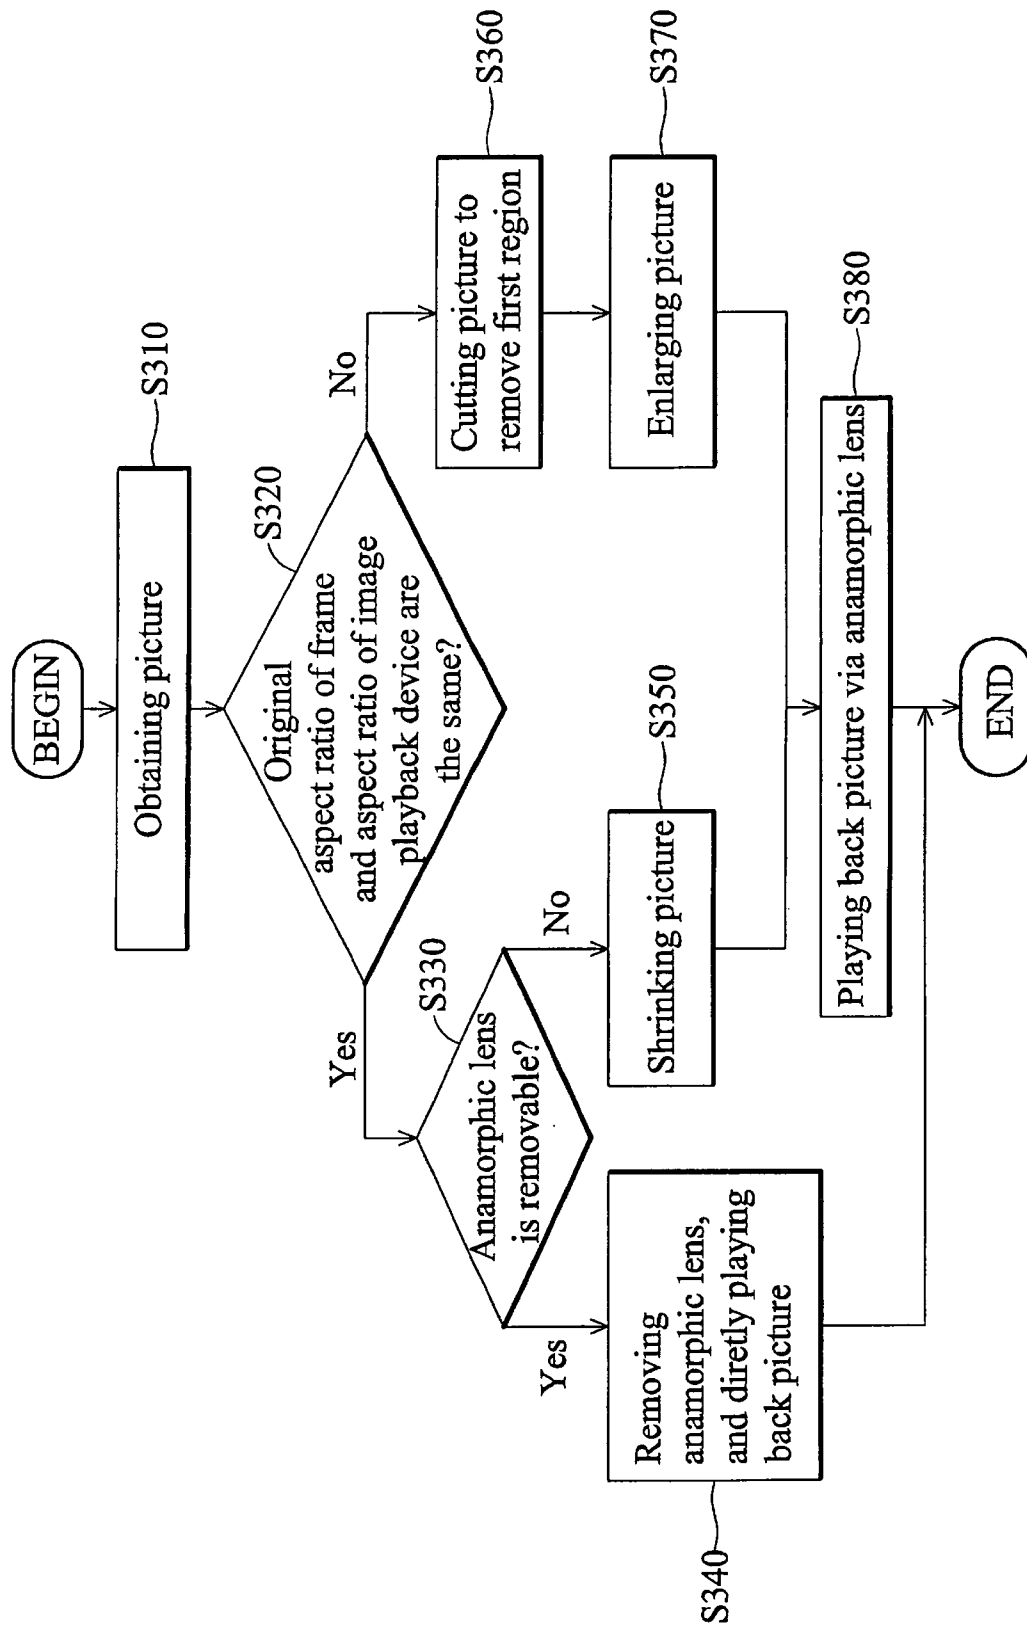 BEGIN
Obtaining picture
S310
Original
aspect ratio of frame
and aspect ratio of image
playback device are
the same?
S320
Yes
No
Anamorphic lens
is removable?
S330
Yes
No
Removing
anamorphic lens,
and diretly playing
back picture
S340
Shrinking picture
S350
Cutting picture to
remove first region
S360
Enlarging picture
S370
Playing back picture via anamorphic lens
S380
END